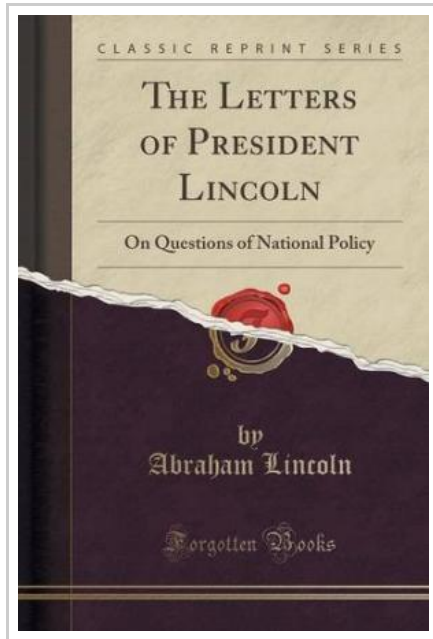 CLASSIC REPRINT SERIES
THE LETTERS
OF PRESIDENT
LINCOLN
On Questions of National Policy
by
Abraham Lincoln
Forgotten Books